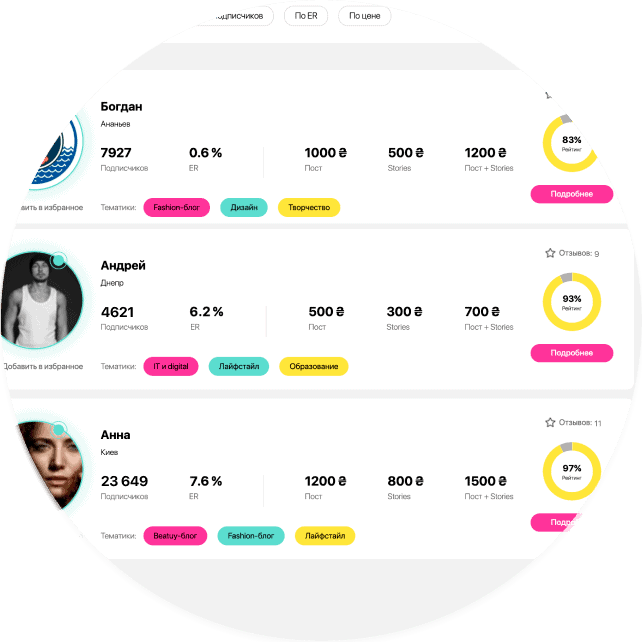 По ER
По цене
Богдан
Ананьев
7927
0.6 %
1000 ₴
500 ₴
1200 ₴
Подписчиков
ER
Пост
Stories
Пост + Stories
83%
Рейтинг
Подробнее
в избранное
Тематики:
Fashion-блог
Дизайн
Творчество
Отзывов: 9
Андрей
Днепр
4621
6.2 %
500 ₴
300 ₴
700 ₴
Подписчиков
ER
Пост
Stories
Пост + Stories
93%
Рейтинг
Подробнее
Добавить в избранное
Тематики:
IT и digital
Лайфстайл
Образование
Отзывов: 11
Анна
Киев
23 649
7.6 %
1200 ₴
800 ₴
1500 ₴
Подписчиков
ER
Пост
Stories
Пост + Stories
97%
Рейтинг
Тематики:
Beatuy-блог
Fashion-блог
Лайфстайл